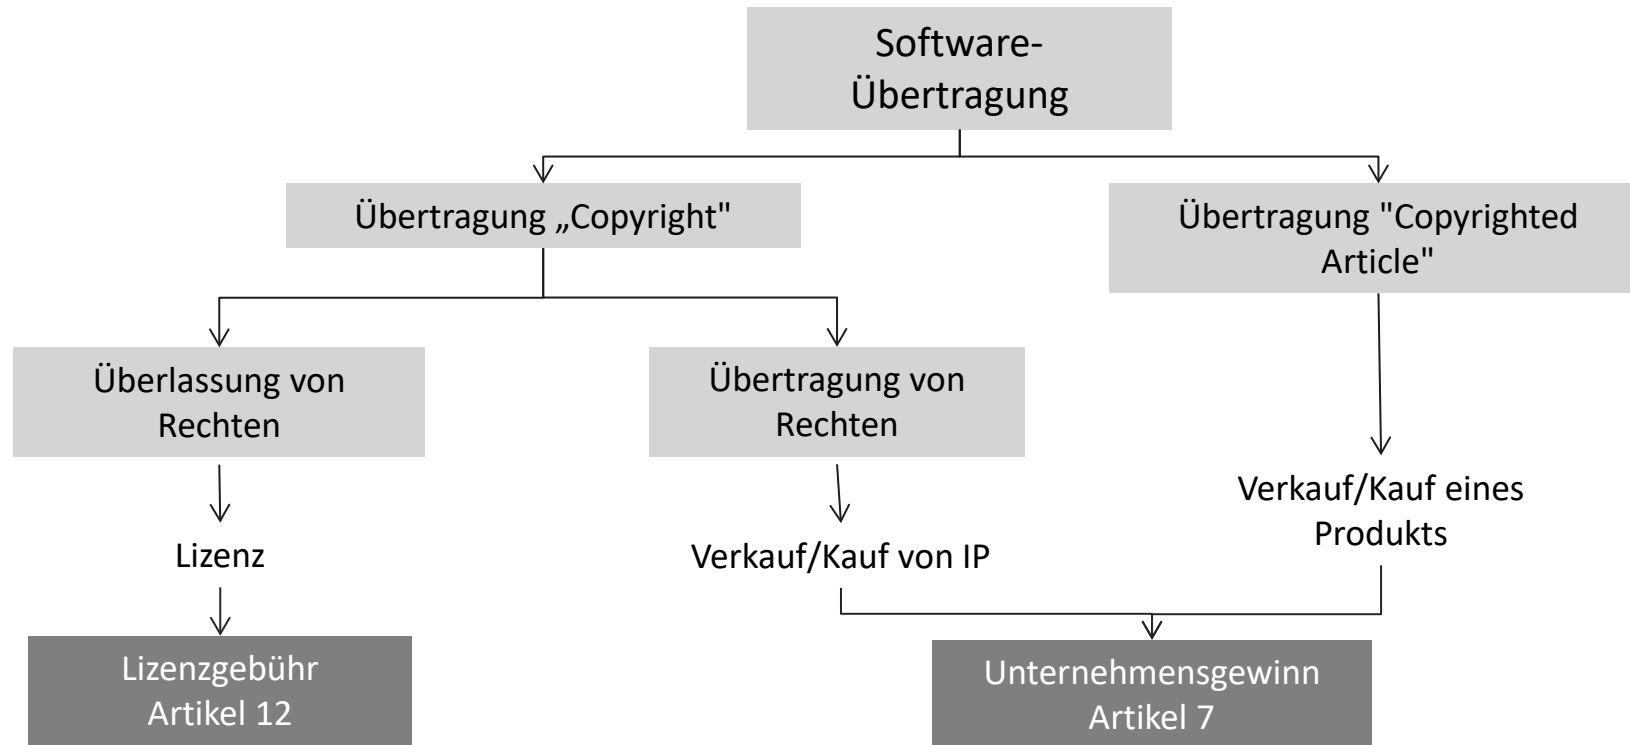 Software-
Übertragung
Übertragung „Copyright"
Übertragung "Copyrighted
Article"
Überlassung von
Rechten
Übertragung von
Rechten
Verkauf/Kauf eines
Produkts
Lizenz
Verkauf/Kauf von IP
Lizenzgebühr
Artikel 12
Unternehmensgewinn
Artikel 7